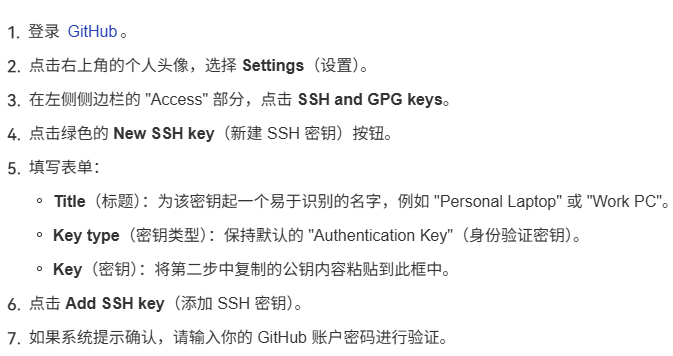 1. 登录 GitHub。
2. 点击右上角的个人头像，选择 Settings（设置）。
3. 在左侧侧边栏的 "Access" 部分，点击 SSH and GPG keys。
4. 点击绿色的 New SSH key（新建 SSH 密钥）按钮。
5. 填写表单：
◦ Title（标题）：为该密钥起一个易于识别的名字，例如 "Personal Laptop" 或 "Work PC"。
◦ Key type（密钥类型）：保持默认的 "Authentication Key"（身份验证密钥）。
◦ Key（密钥）：将第二步中复制的公钥内容粘贴到此框中。
6. 点击 Add SSH key（添加 SSH 密钥）。
7. 如果系统提示确认，请输入你的 GitHub 账户密码进行验证。